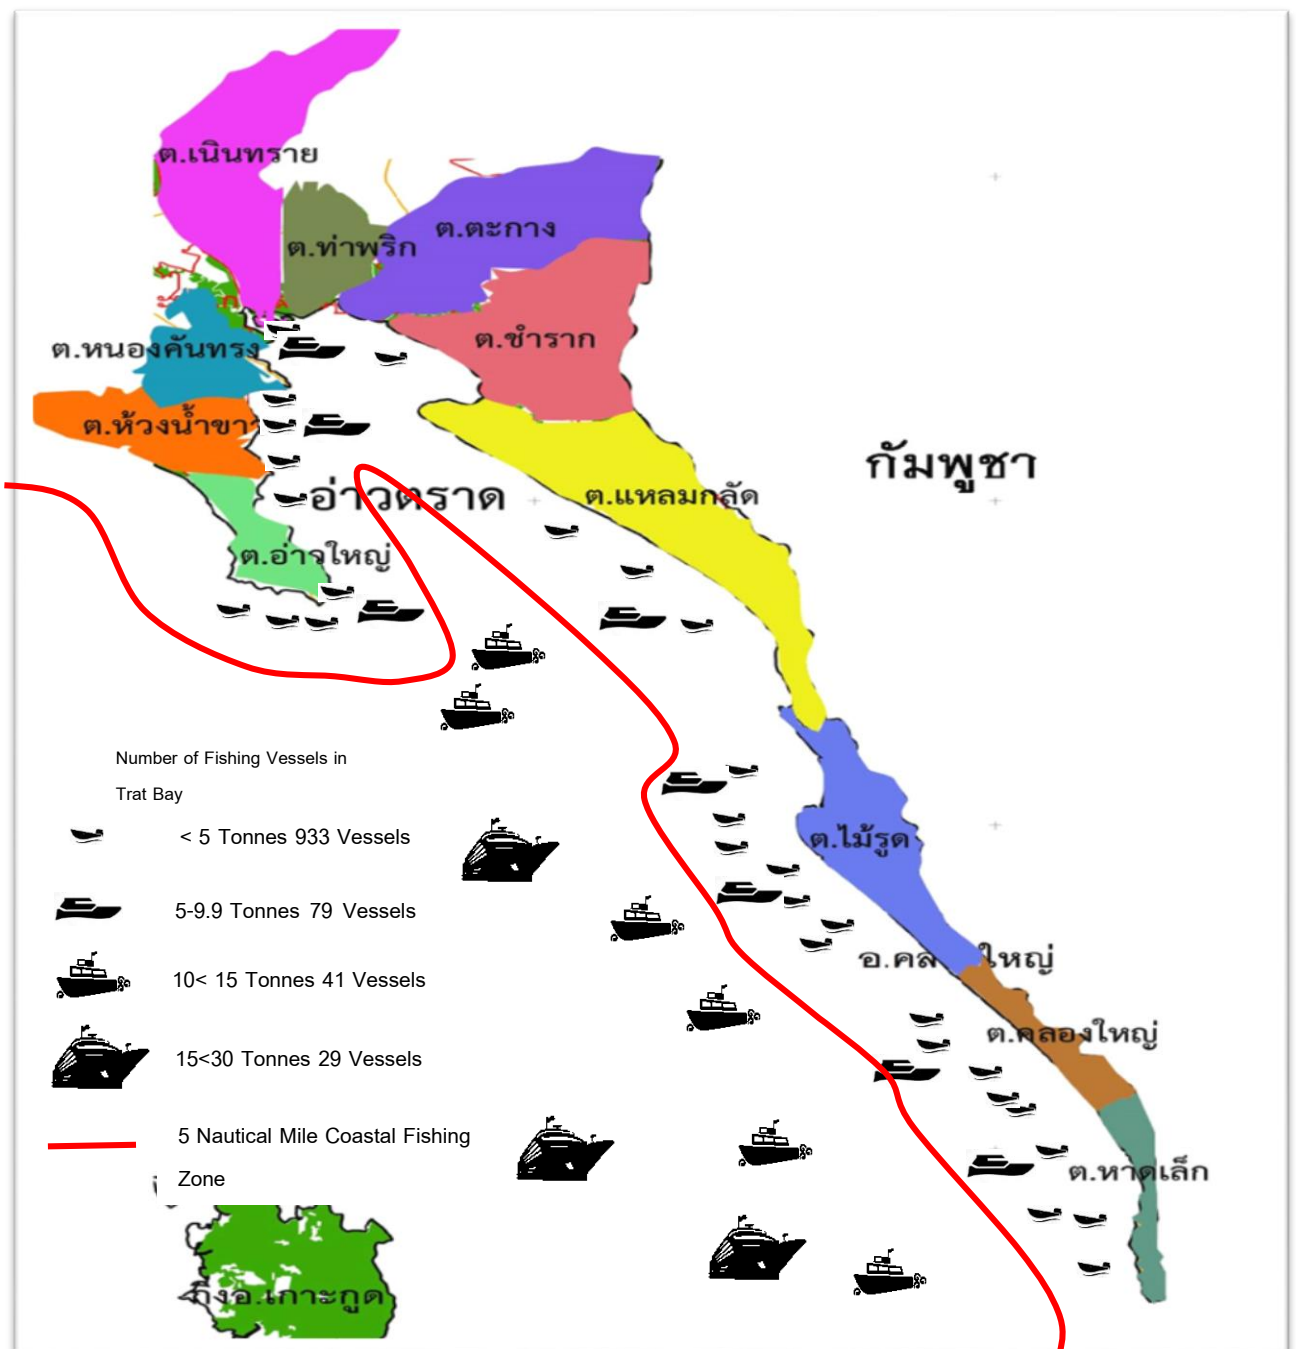 ต.เนินทราย
ต.ตะกาง
ต.ท่าพริก
ต.ชำราก
ต.หนองคันทรง
ต.ห้วงน้ำขาว
กัมพูชา
อ่าวตราด
ต.แหลมกลัด
ต.อ่าวใหญ่
Number of Fishing Vessels in
Trat Bay
< 5 Tonnes 933 Vessels
ต.ไม้รูด
5-9.9 Tonnes 79 Vessels
อ.คลองใหญ่
10< 15 Tonnes 41 Vessels
ต.คลองใหญ่
15<30 Tonnes 29 Vessels
5 Nautical Mile Coastal Fishing
Zone
ต.หาดเล็ก
กิ่งอ.เกาะกูด